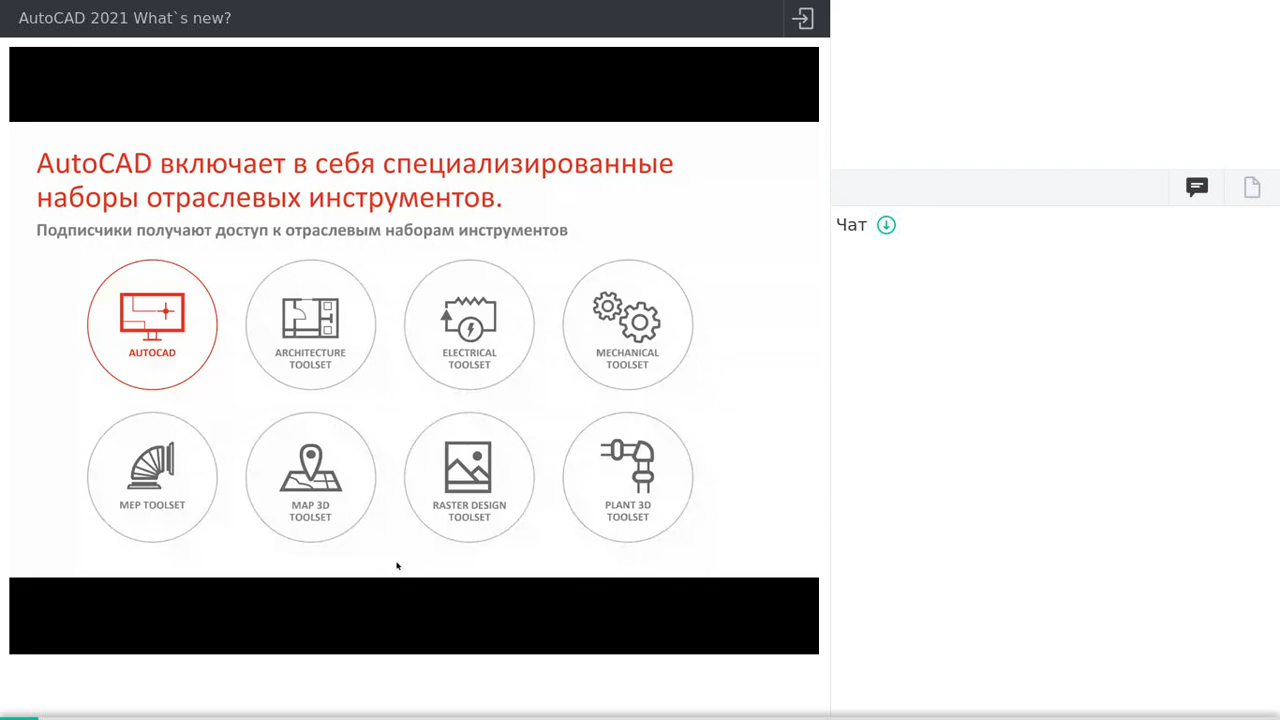 AutoCAD 2021 What`s new?
AutoCAD включает в себя специализированные
наборы отраслевых инструментов.
Подписчики получают доступ к отраслевым наборам инструментов
AUTOCAD
ARCHITECTURE
TOOLSET
ELECTRICAL
TOOLSET
MECHANICAL
TOOLSET
MEP TOOLSET
MAP 3D
TOOLSET
RASTER DESIGN
TOOLSET
PLANT 3D
TOOLSET
Чат